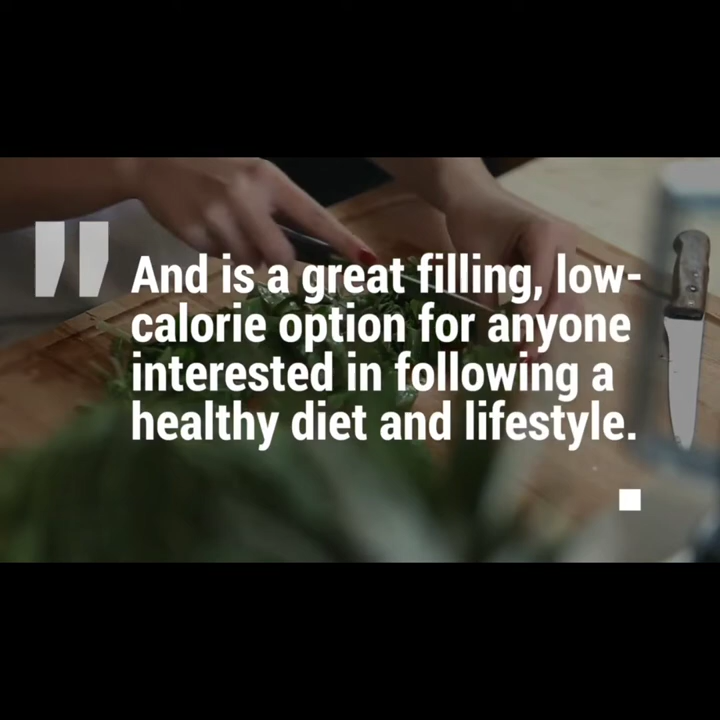 And is a great filling, low-
calorie option for anyone
interested in following a
healthy diet and lifestyle.